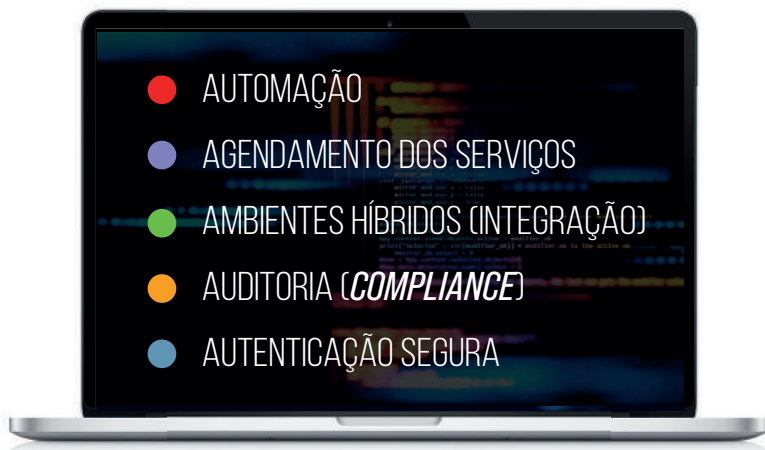 AUTOMAÇÃO
AGENDAMENTO DOS SERVIÇOS
AMBIENTES HÍBRIDOS (INTEGRAÇÃO)
AUDITORIA (COMPLIANCE)
AUTENTICAÇÃO SEGURA